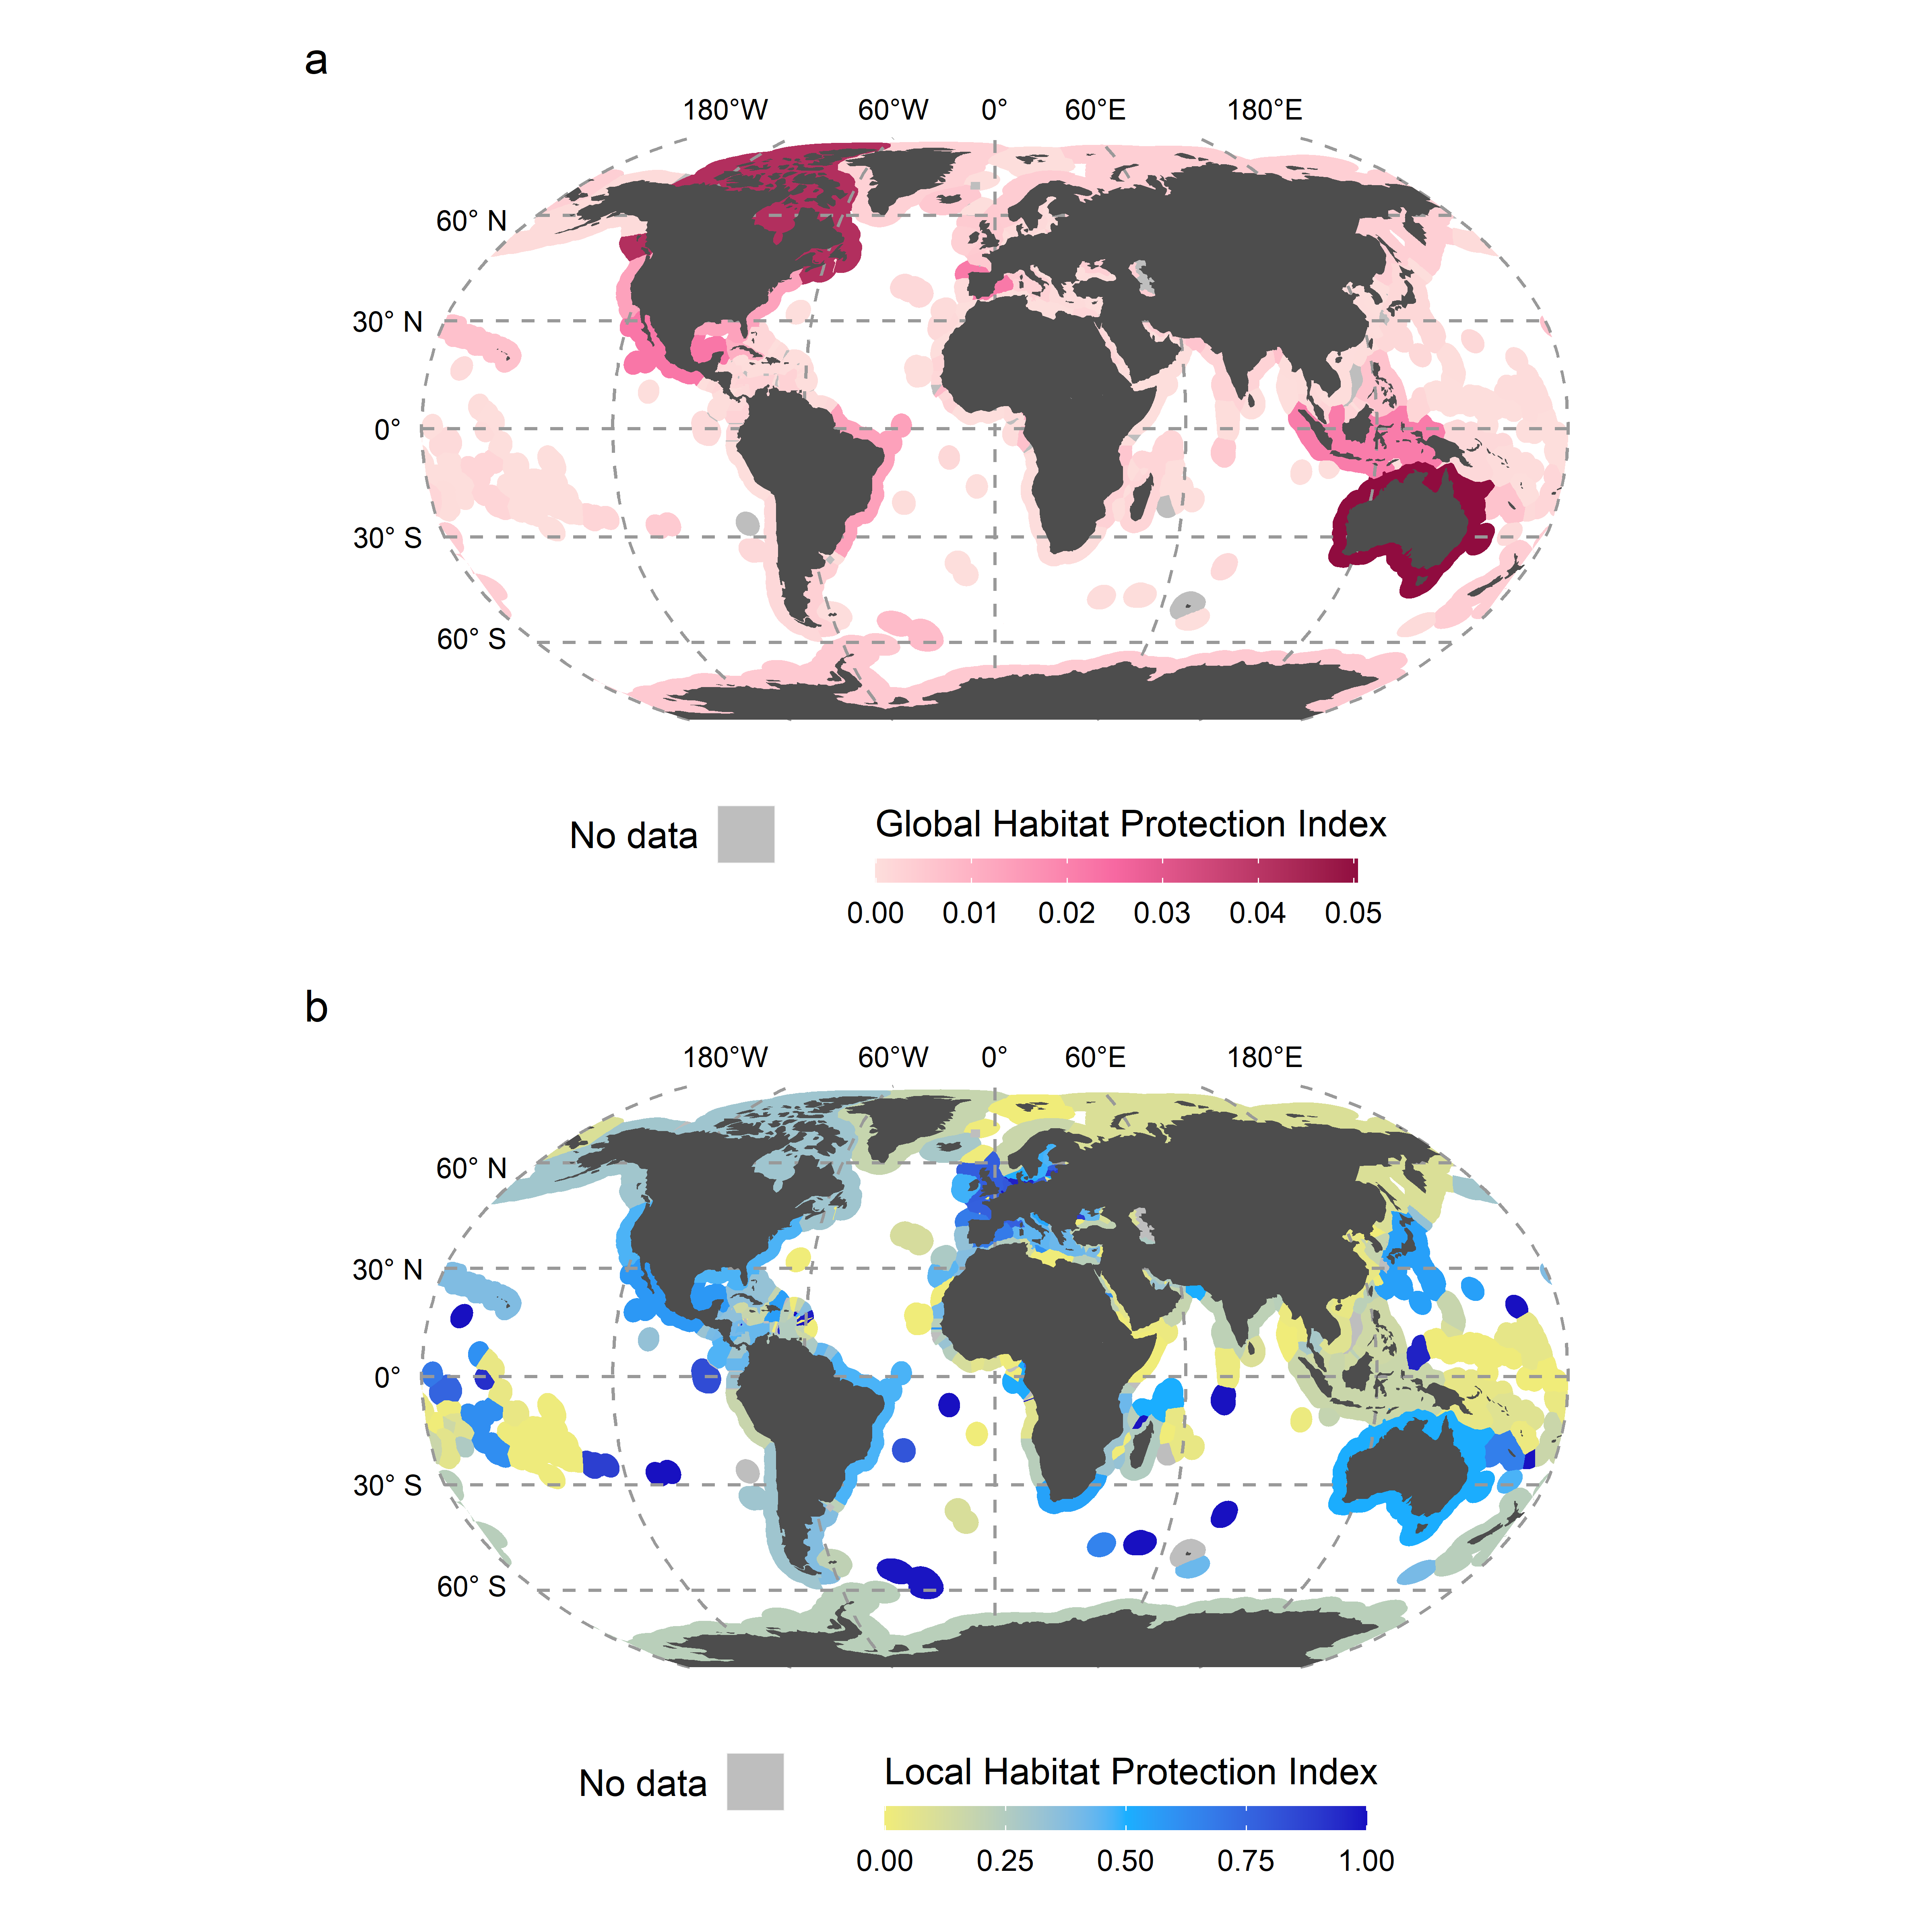 a
180°W 60°W 0° 60°E 180°E
60° N
30° N
0°
30° S
60° S
No data
Global Habitat Protection Index
0.00 0.01 0.02 0.03 0.04 0.05
b
180°W 60°W 0° 60°E 180°E
60° N
30° N
0°
30° S
60° S
No data
Local Habitat Protection Index
0.00 0.25 0.50 0.75 1.00